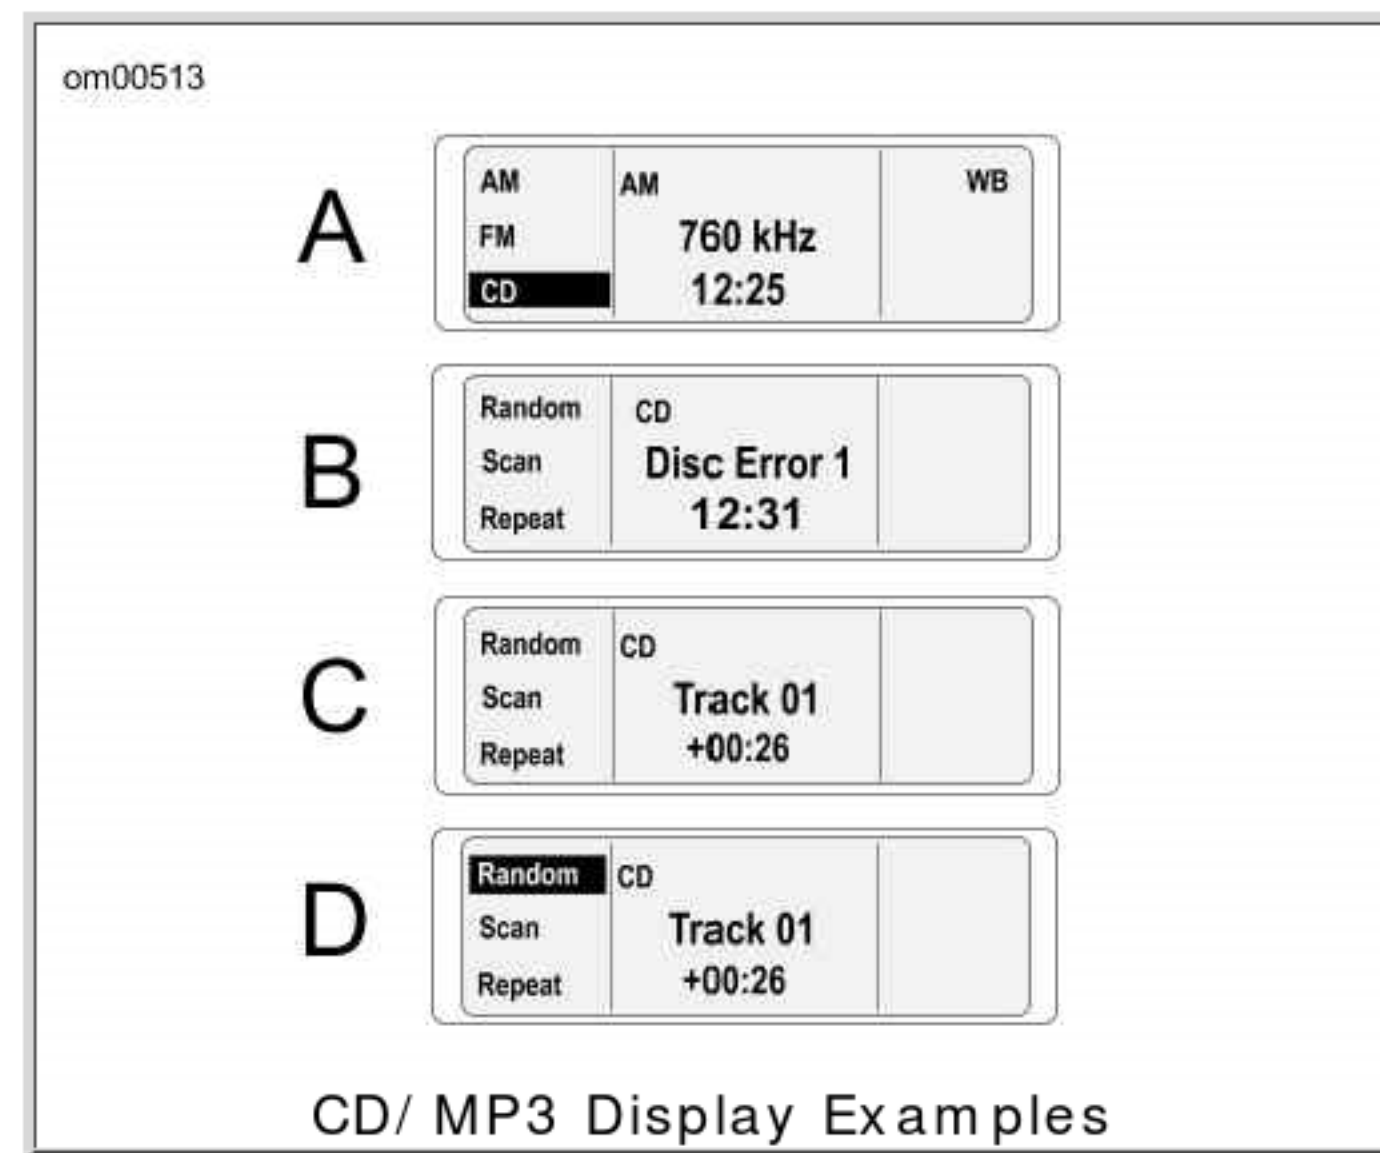 om00513
A
AM AM WB
FM 760 kHz
CD 12:25
B
Random CD
Scan Disc Error 1
Repeat 12:31
C
Random CD
Scan Track 01
Repeat +00:26
D
Random CD
Scan Track 01
Repeat +00:26
CD/ MP3 Display Examples